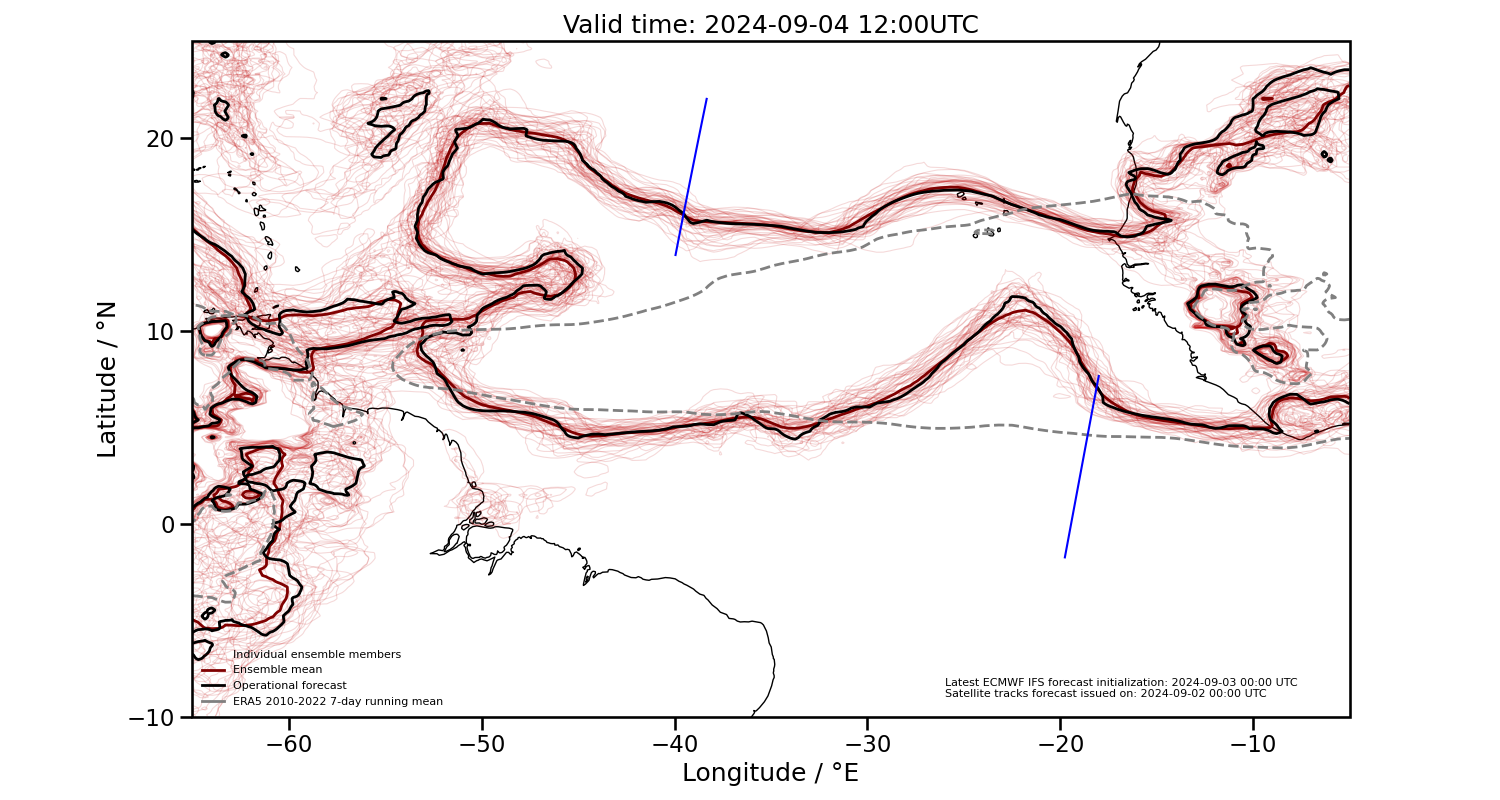 Valid time: 2024-09-04 12:00UTC
20
10
0
−10
Latitude / °N
Individual ensemble members
Ensemble mean
Operational forecast
ERA5 2010-2022 7-day running mean
Latest ECMWF IFS forecast initialization: 2024-09-03 00:00 UTC
Satellite tracks forecast issued on: 2024-09-02 00:00 UTC
−60
−50
−40
−30
−20
−10
Longitude / °E